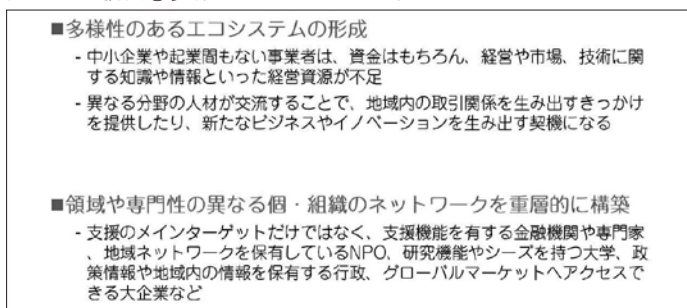 ■多様性のあるエコシステムの形成
- 中小企業や起業間もない事業者は、資金はもちろん、経営や市場、技術に関
する知識や情報といった経営資源が不足
- 異なる分野の人材が交流することで、地域内の取引関係を生み出すきっかけ
を提供したり、新たなビジネスやイノベーションを生み出す契機になる
■領域や専門性の異なる個・組織のネットワークを重層的に構築
- 支援のメインターゲットだけではなく、支援機能を有する金融機関や専門家
、地域ネットワークを保有しているNPO、研究機能やシーズを持つ大学、政
策情報や地域内の情報を保有する行政、グローバルマーケットへアクセスで
きる大企業など